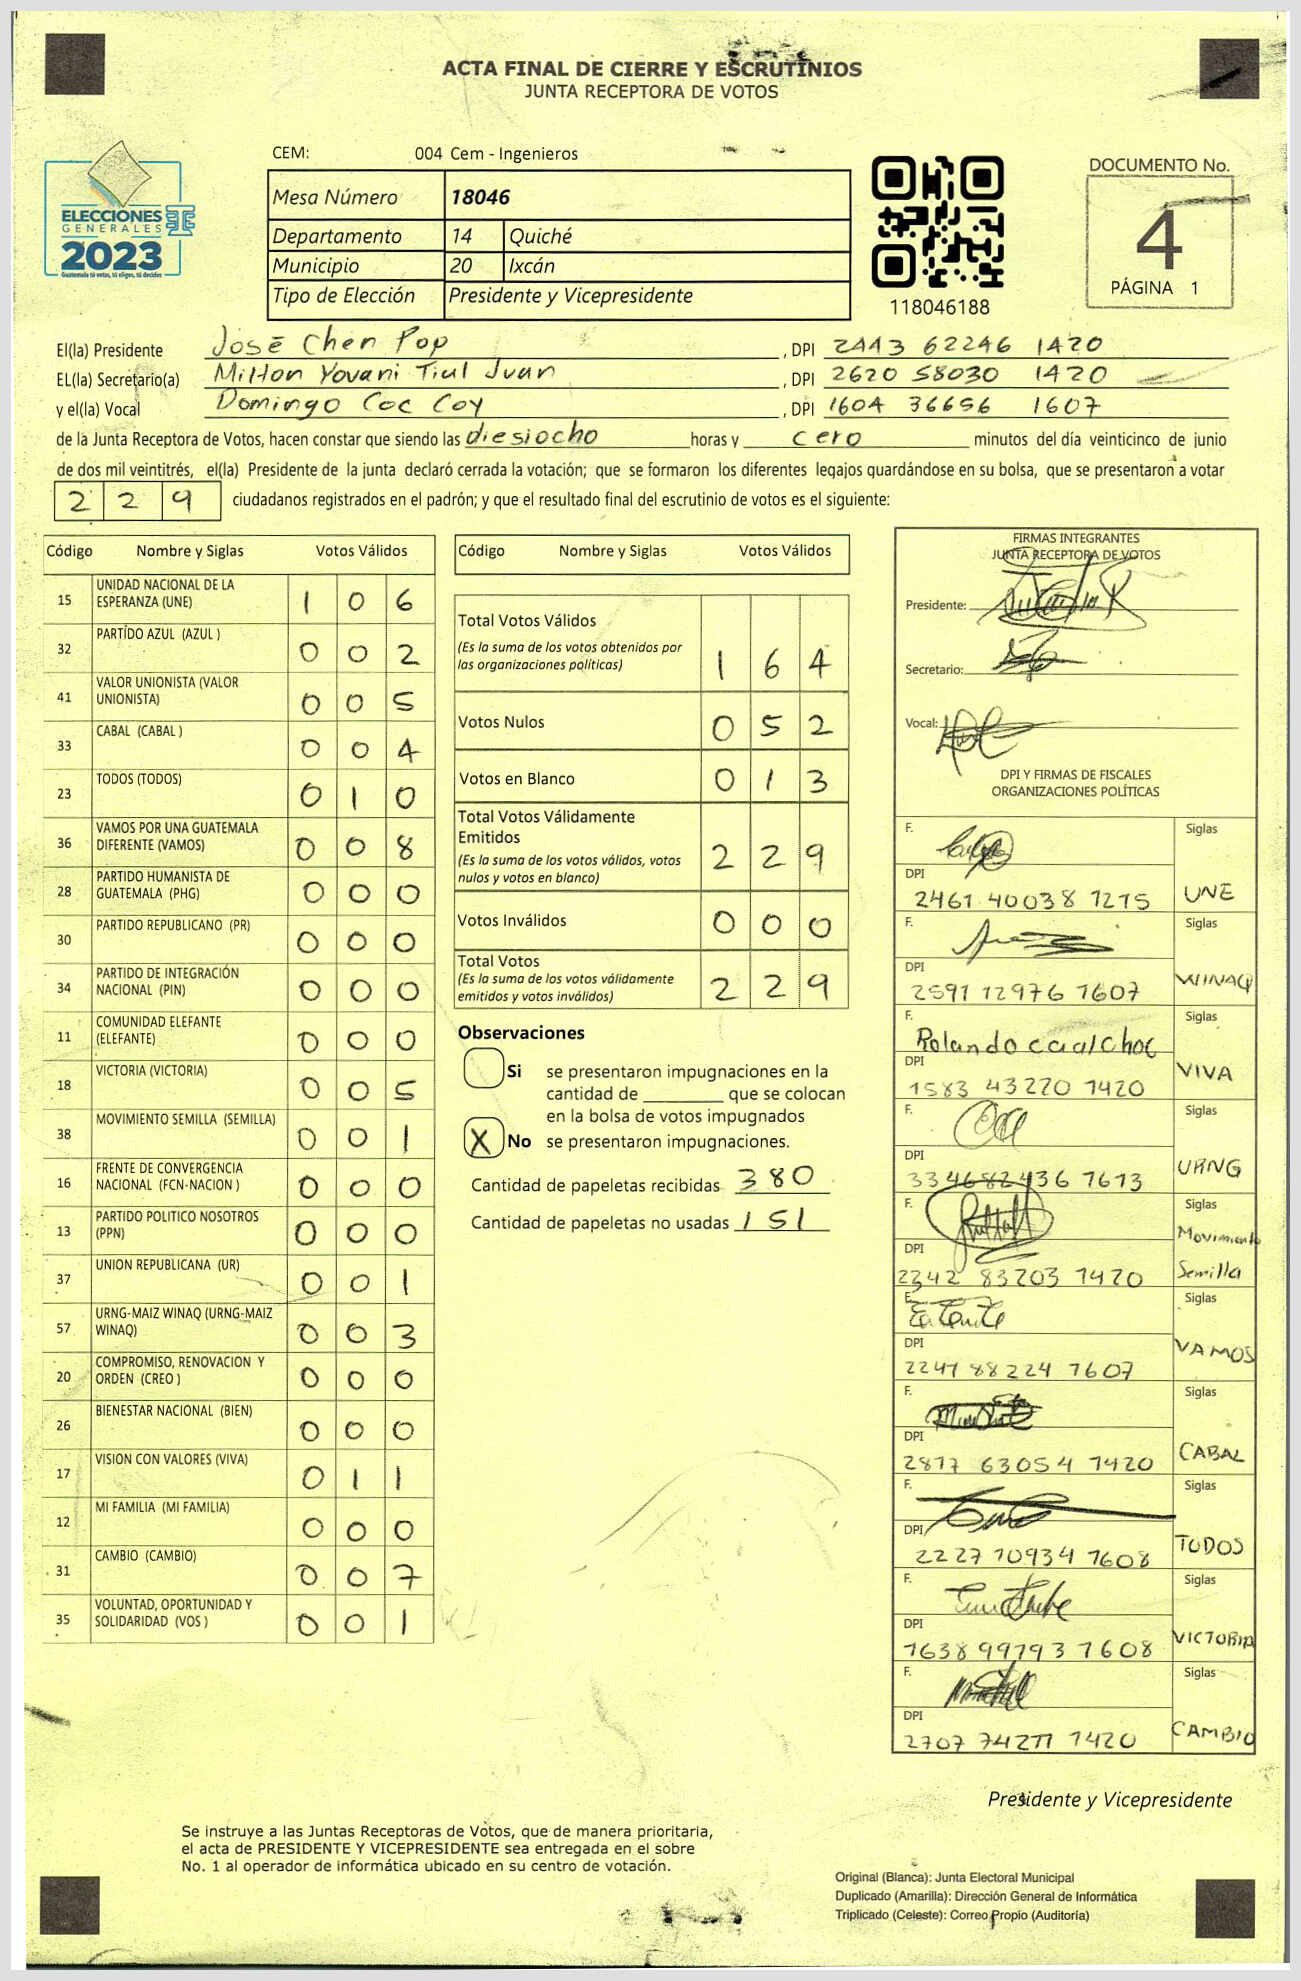 ACTA FINAL DE CIERRE Y ESCRUTINIOS
JUNTA RECEPTORA DE VOTOS
ELECCIONES
GENERALES
2023
Guatemala tú votas, tú eliges, tú decides
CEM: 004 Cem - Ingenieros
Mesa Número 18046
Departamento 14 Quiché
Municipio 20 Ixcán
Tipo de Elección Presidente y Vicepresidente
118046188
DOCUMENTO No.
4
PÁGINA 1
El(la) Presidente José Chen Pop , DPI 2443 62246 1420
EL(la) Secretario(a) Milton Yovani Tiul Juan , DPI 2620 58030 1420
y el(la) Vocal Domingo Coc Coy , DPI 1604 36656 1607
de la Junta Receptora de Votos, hacen constar que siendo las diesiocho horas y cero minutos del día veinticinco de junio
de dos mil veintitrés, el(la) Presidente de la junta declaró cerrada la votación; que se formaron los diferentes legajos guardándose en su bolsa, que se presentaron a votar
2 2 9 ciudadanos registrados en el padrón; y que el resultado final del escrutinio de votos es el siguiente:
Código Nombre y Siglas Votos Válidos
15 UNIDAD NACIONAL DE LA ESPERANZA (UNE) 1 0 6
32 PARTÍDO AZUL (AZUL ) 0 0 2
41 VALOR UNIONISTA (VALOR UNIONISTA) 0 0 5
33 CABAL (CABAL ) 0 0 4
23 TODOS (TODOS) 0 1 0
36 VAMOS POR UNA GUATEMALA DIFERENTE (VAMOS) 0 0 8
28 PARTIDO HUMANISTA DE GUATEMALA (PHG) 0 0 0
30 PARTIDO REPUBLICANO (PR) 0 0 0
34 PARTIDO DE INTEGRACIÓN NACIONAL (PIN) 0 0 0
11 COMUNIDAD ELEFANTE (ELEFANTE) 0 0 0
18 VICTORIA (VICTORIA) 0 0 5
38 MOVIMIENTO SEMILLA (SEMILLA) 0 0 1
16 FRENTE DE CONVERGENCIA NACIONAL (FCN-NACION ) 0 0 0
13 PARTIDO POLITICO NOSOTROS (PPN) 0 0 0
37 UNION REPUBLICANA (UR) 0 0 1
57 URNG-MAIZ WINAQ (URNG-MAIZ WINAQ) 0 0 3
20 COMPROMISO, RENOVACION Y ORDEN (CREO ) 0 0 0
26 BIENESTAR NACIONAL (BIEN) 0 0 0
17 VISION CON VALORES (VIVA) 0 1 1
12 MI FAMILIA (MI FAMILIA) 0 0 0
31 CAMBIO (CAMBIO) 0 0 7
35 VOLUNTAD, OPORTUNIDAD Y SOLIDARIDAD (VOS ) 0 0 1
Código Nombre y Siglas Votos Válidos
Total Votos Válidos
(Es la suma de los votos obtenidos por
las organizaciones políticas) 1 6 4
Votos Nulos 0 5 2
Votos en Blanco 0 1 3
Total Votos Válidamente
Emitidos
(Es la suma de los votos válidos, votos
nulos y votos en blanco) 2 2 9
Votos Inválidos 0 0 0
Total Votos
(Es la suma de los votos válidamente
emitidos y votos inválidos) 2 2 9
Observaciones
Si se presentaron impugnaciones en la
cantidad de ________ que se colocan
en la bolsa de votos impugnados
X No se presentaron impugnaciones.
Cantidad de papeletas recibidas 380
Cantidad de papeletas no usadas 151
FIRMAS INTEGRANTES
JUNTA RECEPTORA DE VOTOS
Presidente:
Secretario:
Vocal:
DPI Y FIRMAS DE FISCALES
ORGANIZACIONES POLÍTICAS
F. Siglas
DPI
2461 40038 1215 UNE
F. Siglas
DPI
2591 12976 1607 WINAQ
F. Siglas
Rolando caal choc
DPI
1583 43220 1420 VIVA
F. Siglas
DPI
3346824361613 URNG
F. Siglas
DPI Movimiento
2342 83203 1420 Semilla
F. Siglas
DPI
2247 88224 1607 VAMOS
F. Siglas
DPI
2877 63054 1420 CABAL
F. Siglas
DPI
2227 10934 1608 TODOS
F. Siglas
DPI
1638 99793 1608 VICTORIA
F. Siglas
DPI
2707 74277 1420 CAMBIO
Presidente y Vicepresidente
Se instruye a las Juntas Receptoras de Votos, que de manera prioritaria,
el acta de PRESIDENTE Y VICEPRESIDENTE sea entregada en el sobre
No. 1 al operador de informática ubicado en su centro de votación.
Original (Blanca): Junta Electoral Municipal
Duplicado (Amarilla): Dirección General de Informática
Triplicado (Celeste): Correo Propio (Auditoría)